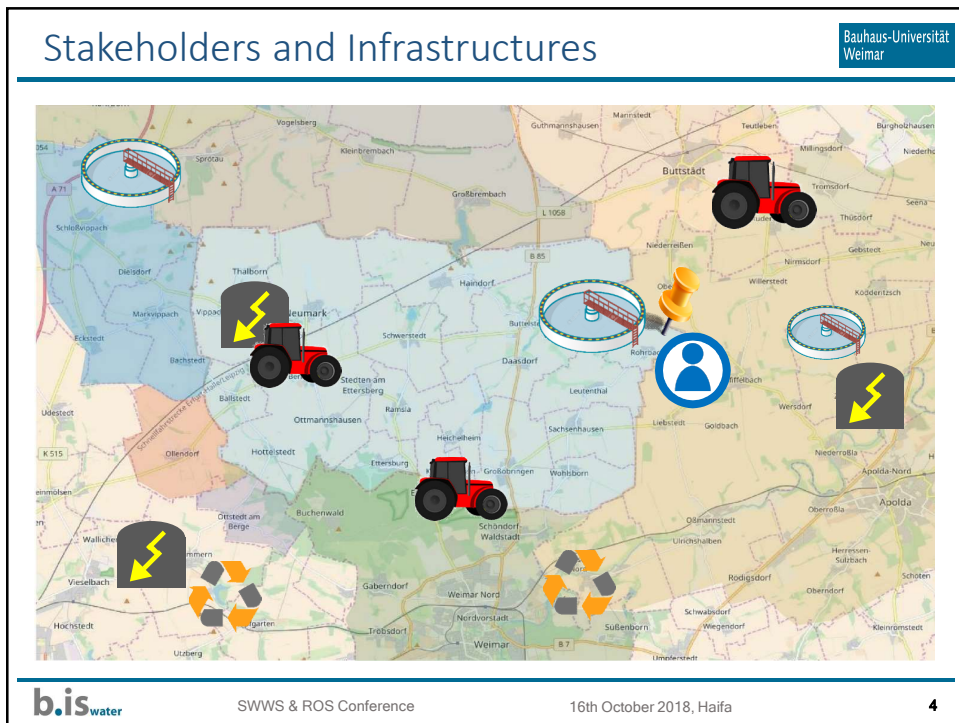 Stakeholders and Infrastructures
Bauhaus-Universität
Weimar
Mannstedt
Vogelsberg
Guthmannshausen
Teutleben
Burgholzhausen
Millingsdorf
Kleinbrembach
Sprötau
A 71
Buttstädt
Großbrembach
Tromsdorf
Seena
L 1058
Thüsdorf
Schloßvippach
Niederreißen
Gebstedt
B 85
Nirmsdorf
Dielsdorf
Thalborn
Haindorf
Willerstedt
Ködderitzsch
Markvippach
Neumark
Eckstedt
Schwerstedt
Bachstedt
Daasdorf
Rohrbach
Stedten am
Ettersberg
Ballstedt
Leutenthal
Wersdorf
Udestedt
Ramsla
Ottmannshausen
Liebstedt
Goldbach
Sachsenhausen
Heichelheim
Niederroßla
K 515
Ollendorf
Hottelstedt
Ettersburg
Großobringen
Wohlsborn
Apolda-Nord
Apolda
Oberroßla
Buchenwald
Ottstedt am
Berge
Oßmannstedt
Schöndorf
Waldstadt
Ulrichshalben
Herressen-
Sulzbach
Vieselbach
Gaberndorf
Rödigsdorf
Schöten
Weimar Nord
Oberndorf
Schwabsdorf
Hochstedt
Tröbsdorf
Nordvorstadt
Süßenborn
Wiegendorf
Kleinromstedt
Weimar
B 7
Utzberg
Umpferstedt
b.is water
SWWS & ROS Conference
16th October 2018, Haifa
4